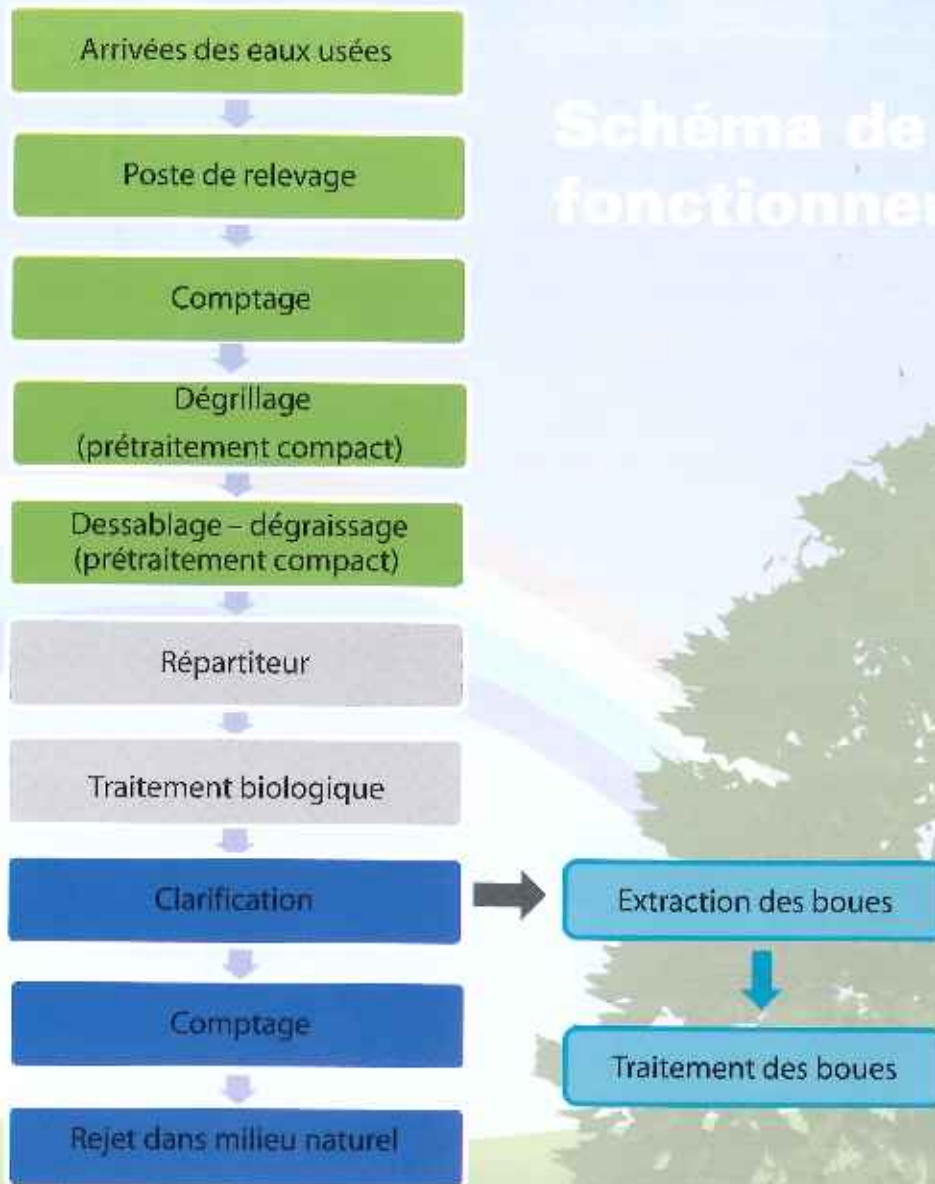 Arrivées des eaux usées
Poste de relevage
Comptage
Dégrillage
(prétraitement compact)
Dessablage – dégraissage
(prétraitement compact)
Répartiteur
Traitement biologique
Clarification
Comptage
Rejet dans milieu naturel
Extraction des boues
Traitement des boues
Schéma de